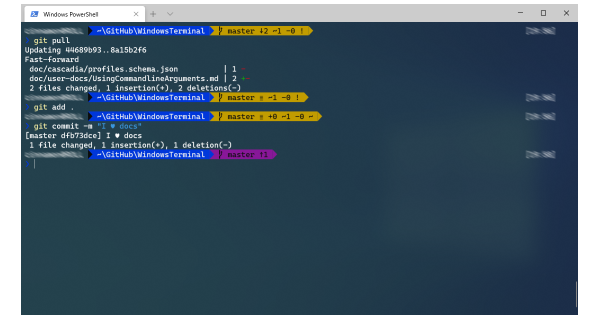 Windows PowerShell
~\GitHub\WindowsTerminal master ↓2 ~1 -0 !
git pull
Updating 44689b93..8a15b2f6
Fast-forward
doc/cascadia/profiles.schema.json | 1 -
doc/user-docs/UsingCommandlineArguments.md | 2 +-
2 files changed, 1 insertion(+), 2 deletions(-)
~\GitHub\WindowsTerminal master ≡ ~1 -0 !
git add .
~\GitHub\WindowsTerminal master ≡ +0 ~1 -0 ~
git commit -m "I ♥ docs"
[master dfb73dce] I ♥ docs
1 file changed, 1 insertion(+), 1 deletion(-)
~\GitHub\WindowsTerminal master ↑1